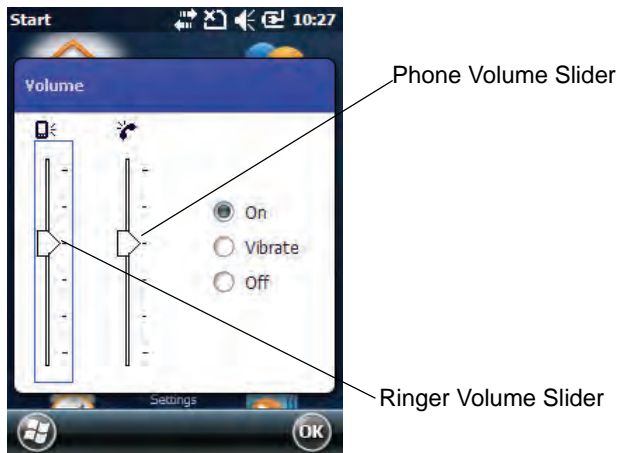 Start 10:27
Phone Volume Slider
Volume
On
Vibrate
Off
Ringer Volume Slider
Settings
OK